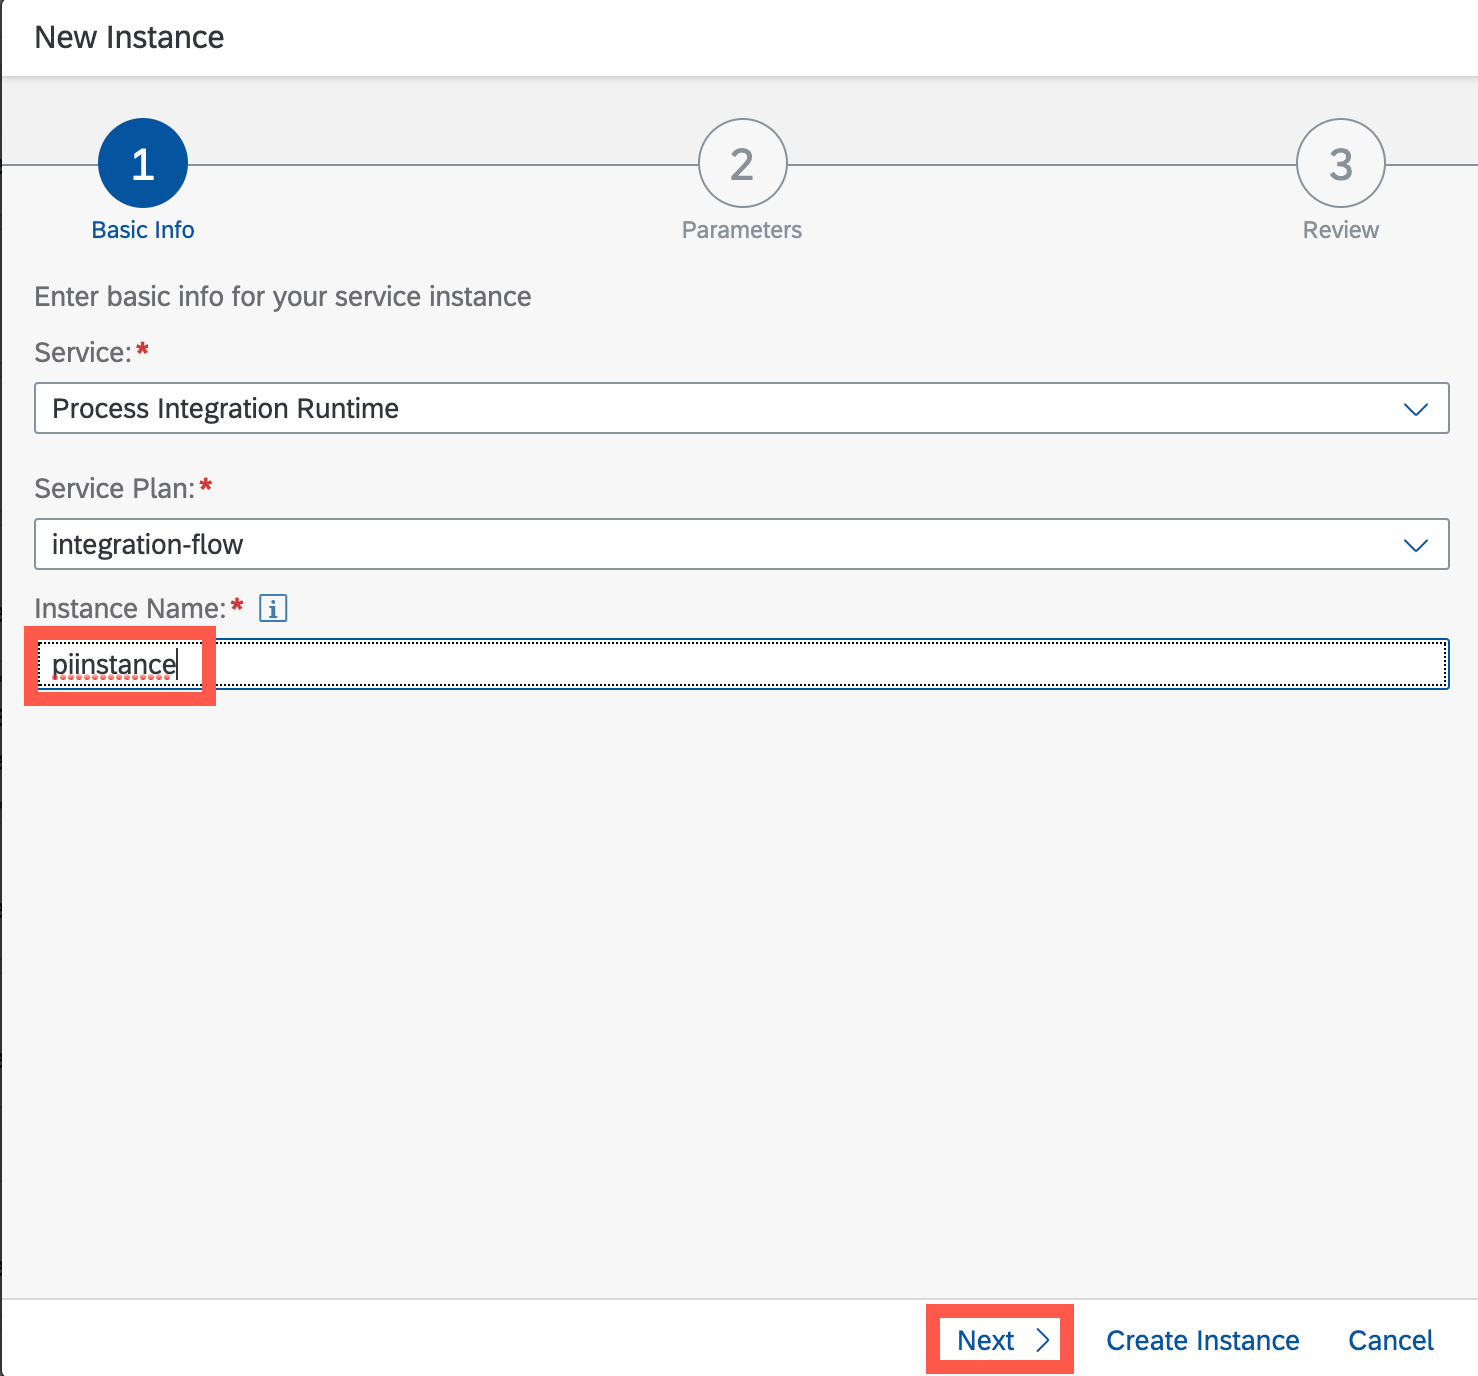 New Instance
1
2
3
Basic Info
Parameters
Review
Enter basic info for your service instance
Service:*
Process Integration Runtime
Service Plan:*
integration-flow
Instance Name:* i
piinstance
Next
Create Instance
Cancel